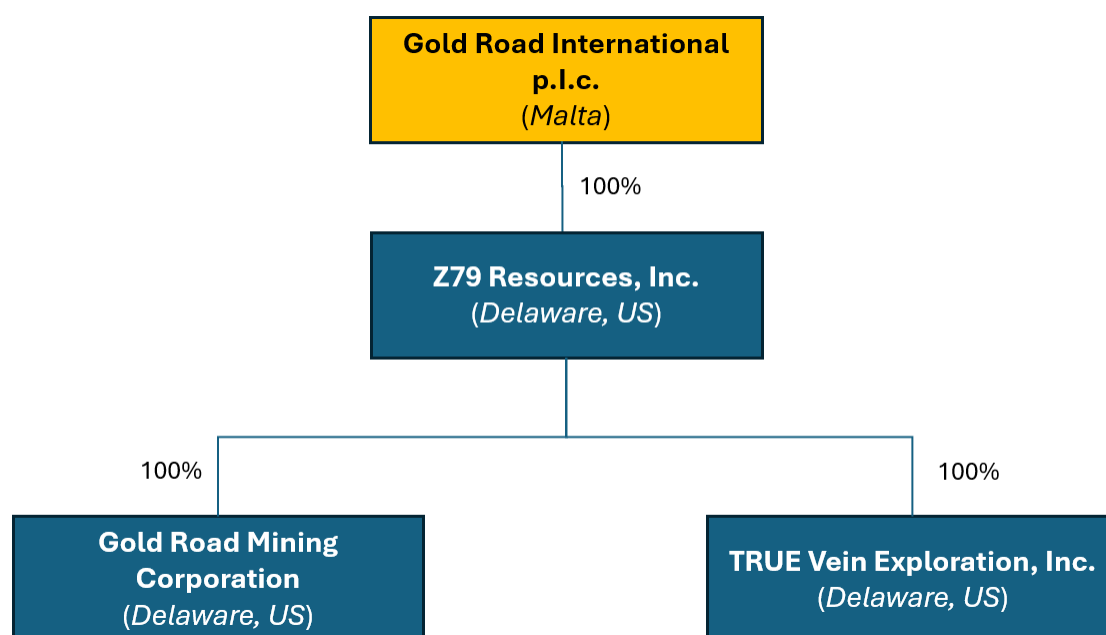 Gold Road International
p.l.c.
(Malta)
100%
Z79 Resources, Inc.
(Delaware, US)
100%
100%
Gold Road Mining
Corporation
(Delaware, US)
TRUE Vein Exploration, Inc.
(Delaware, US)